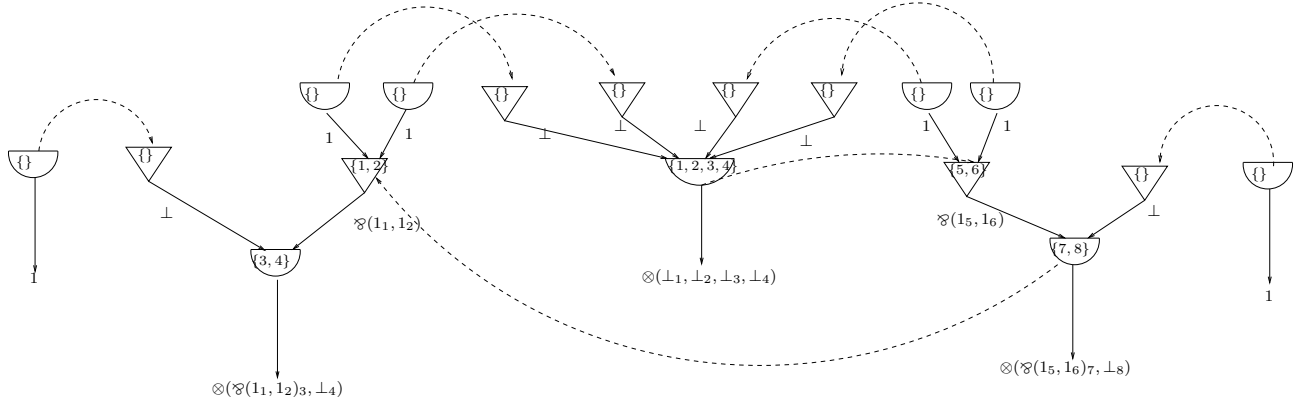 {} {} {} {} {} {} {} {}
{} {} {1, 2} {1, 2, 3, 4} {5, 6} {} {}
1 1 ⊥ ⊥ ⊥ ⊥ 1 1
⊥ ⅋(1₁, 1₂) ⅋(1₅, 1₆) ⊥
{3, 4} {7, 8}
1 ⊗(⊥₁, ⊥₂, ⊥₃, ⊥₄) 1
⊗(⅋(1₁, 1₂)₃, ⊥₄) ⊗(⅋(1₅, 1₆)₇, ⊥₈)